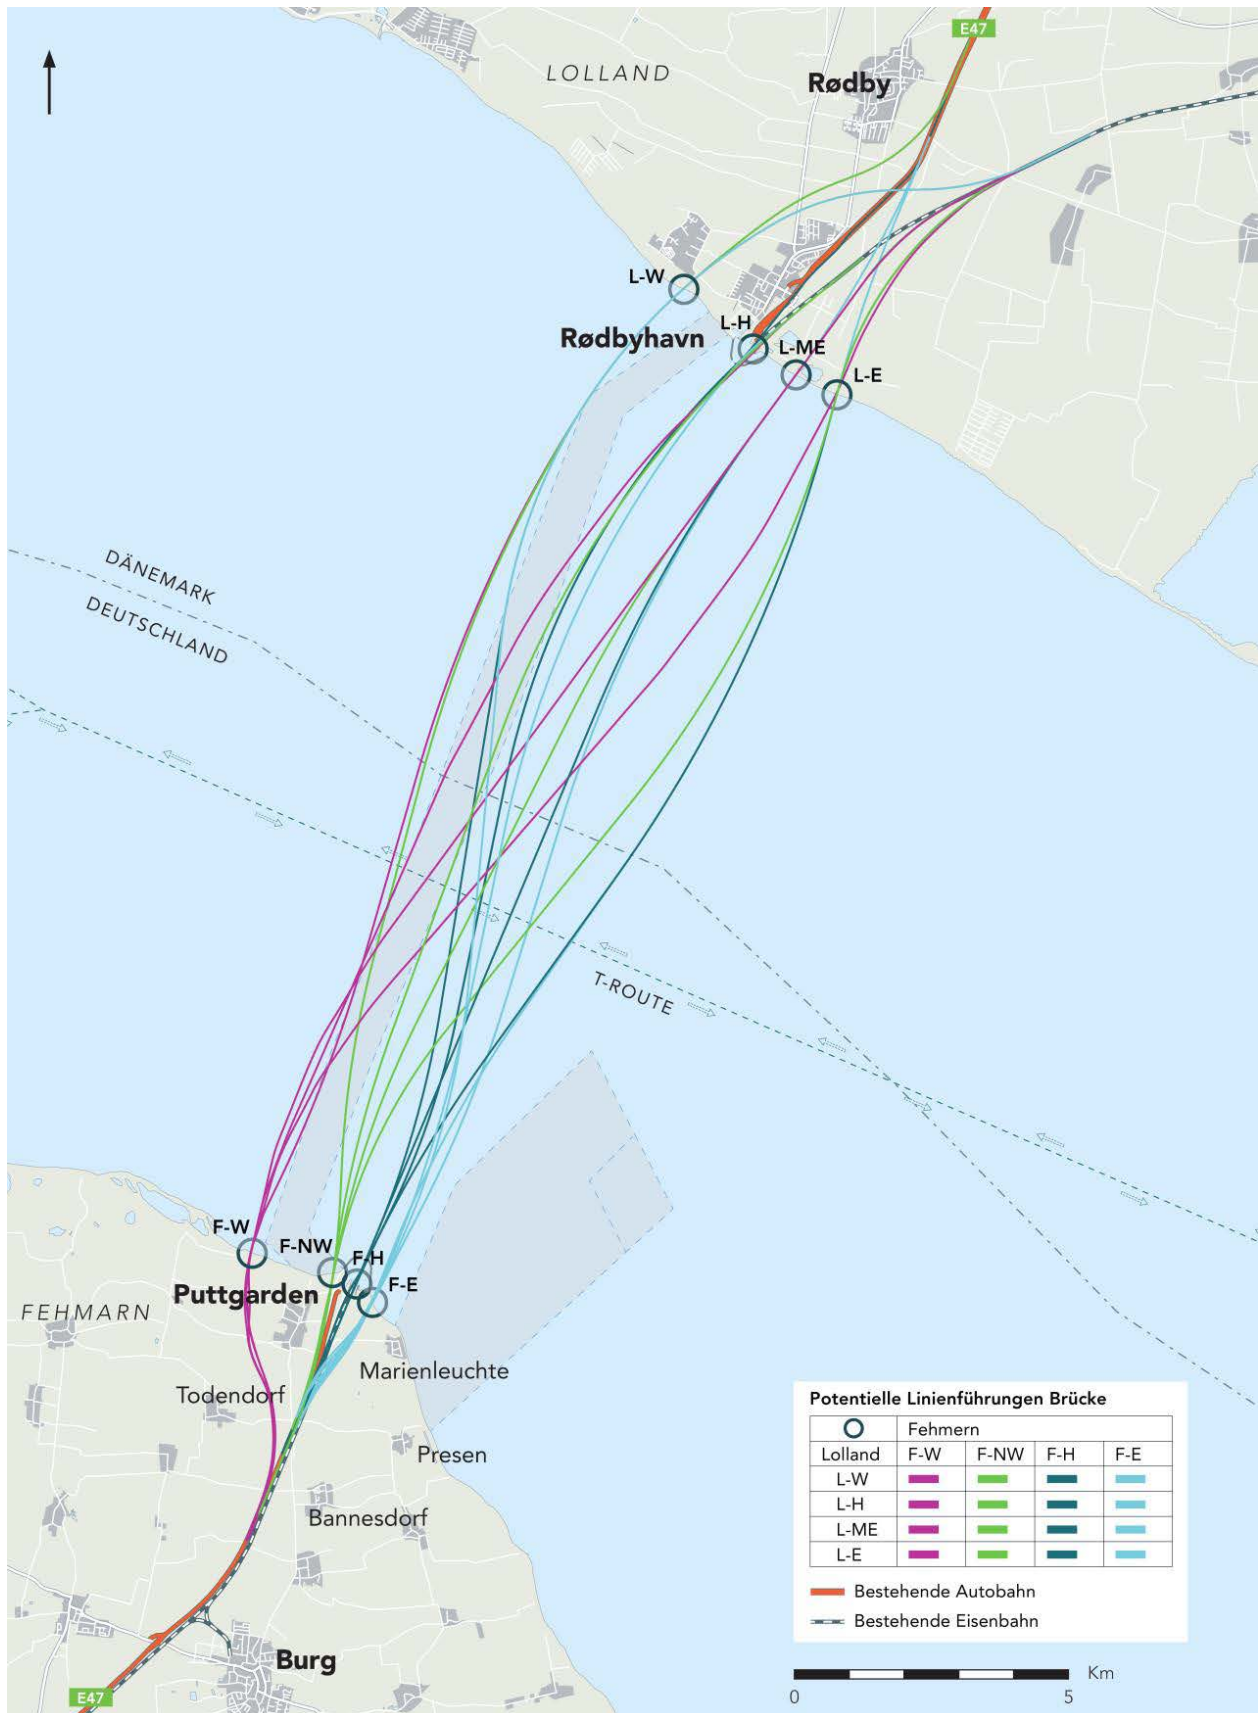 E47
LOLLAND
Rødby
L-W
L-H
Rødbyhavn
L-ME
L-E
DÄNEMARK
DEUTSCHLAND
T-ROUTE
F-W
F-NW
F-H
F-E
Puttgarden
FEHMARN
Marienleuchte
Todendorf
Presen
Bannesdorf
Burg
E47
Potentielle Linienführungen Brücke
Fehmern
Lolland F-W F-NW F-H F-E
L-W
L-H
L-ME
L-E
Bestehende Autobahn
Bestehende Eisenbahn
Km
0 5